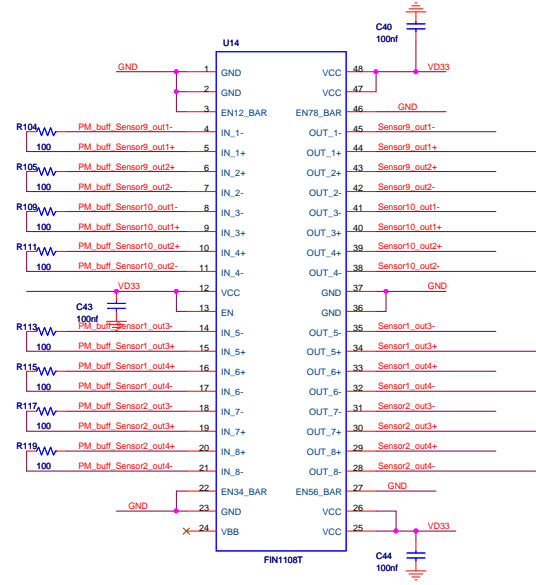 C40
100nf
U14
GND 1 GND VCC 48 VD33
2 GND VCC 47
3 EN12_BAR EN78_BAR 46 GND
R104 PM_buff_Sensor9_out1- 4 IN_1- OUT_1- 45 Sensor9_out1-
100 PM_buff_Sensor9_out1+ 5 IN_1+ OUT_1+ 44 Sensor9_out1+
R105 PM_buff_Sensor9_out2+ 6 IN_2+ OUT_2+ 43 Sensor9_out2+
100 PM_buff_Sensor9_out2- 7 IN_2- OUT_2- 42 Sensor9_out2-
R109 PM_buff_Sensor10_out1- 8 IN_3- OUT_3- 41 Sensor10_out1-
100 PM_buff_Sensor10_out1+ 9 IN_3+ OUT_3+ 40 Sensor10_out1+
R111 PM_buff_Sensor10_out2+ 10 IN_4+ OUT_4+ 39 Sensor10_out2+
100 PM_buff_Sensor10_out2- 11 IN_4- OUT_4- 38 Sensor10_out2-
VD33 12 VCC GND 37 GND
C43 13 EN GND 36
100nf
R113 PM_buff_Sensor1_out3- 14 IN_5- OUT_5- 35 Sensor1_out3-
100 PM_buff_Sensor1_out3+ 15 IN_5+ OUT_5+ 34 Sensor1_out3+
R115 PM_buff_Sensor1_out4+ 16 IN_6+ OUT_6+ 33 Sensor1_out4+
100 PM_buff_Sensor1_out4- 17 IN_6- OUT_6- 32 Sensor1_out4-
R117 PM_buff_Sensor2_out3- 18 IN_7- OUT_7- 31 Sensor2_out3-
100 PM_buff_Sensor2_out3+ 19 IN_7+ OUT_7+ 30 Sensor2_out3+
R119 PM_buff_Sensor2_out4+ 20 IN_8+ OUT_8+ 29 Sensor2_out4+
100 PM_buff_Sensor2_out4- 21 IN_8- OUT_8- 28 Sensor2_out4-
22 EN34_BAR EN56_BAR 27 GND
GND 23 GND VCC 26
24 VBB VCC 25 VD33
FIN1108T
C44
100nf